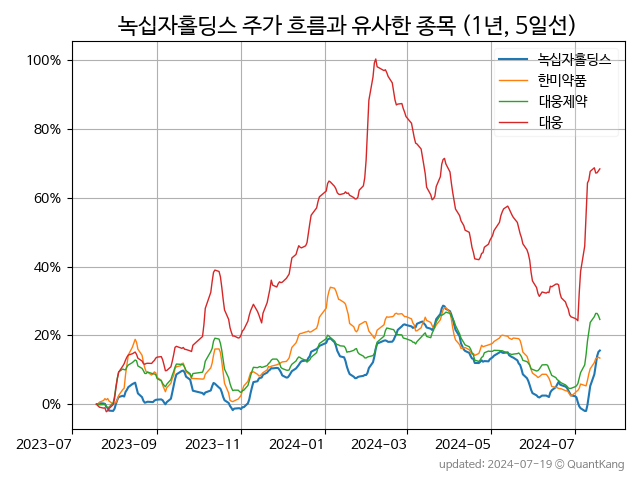 녹십자홀딩스 주가 흐름과 유사한 종목 (1년, 5일선)
100%
80%
60%
40%
20%
0%
녹십자홀딩스
한미약품
대웅제약
대웅
2023-07 2023-09 2023-11 2024-01 2024-03 2024-05 2024-07
updated: 2024-07-19 © QuantKang